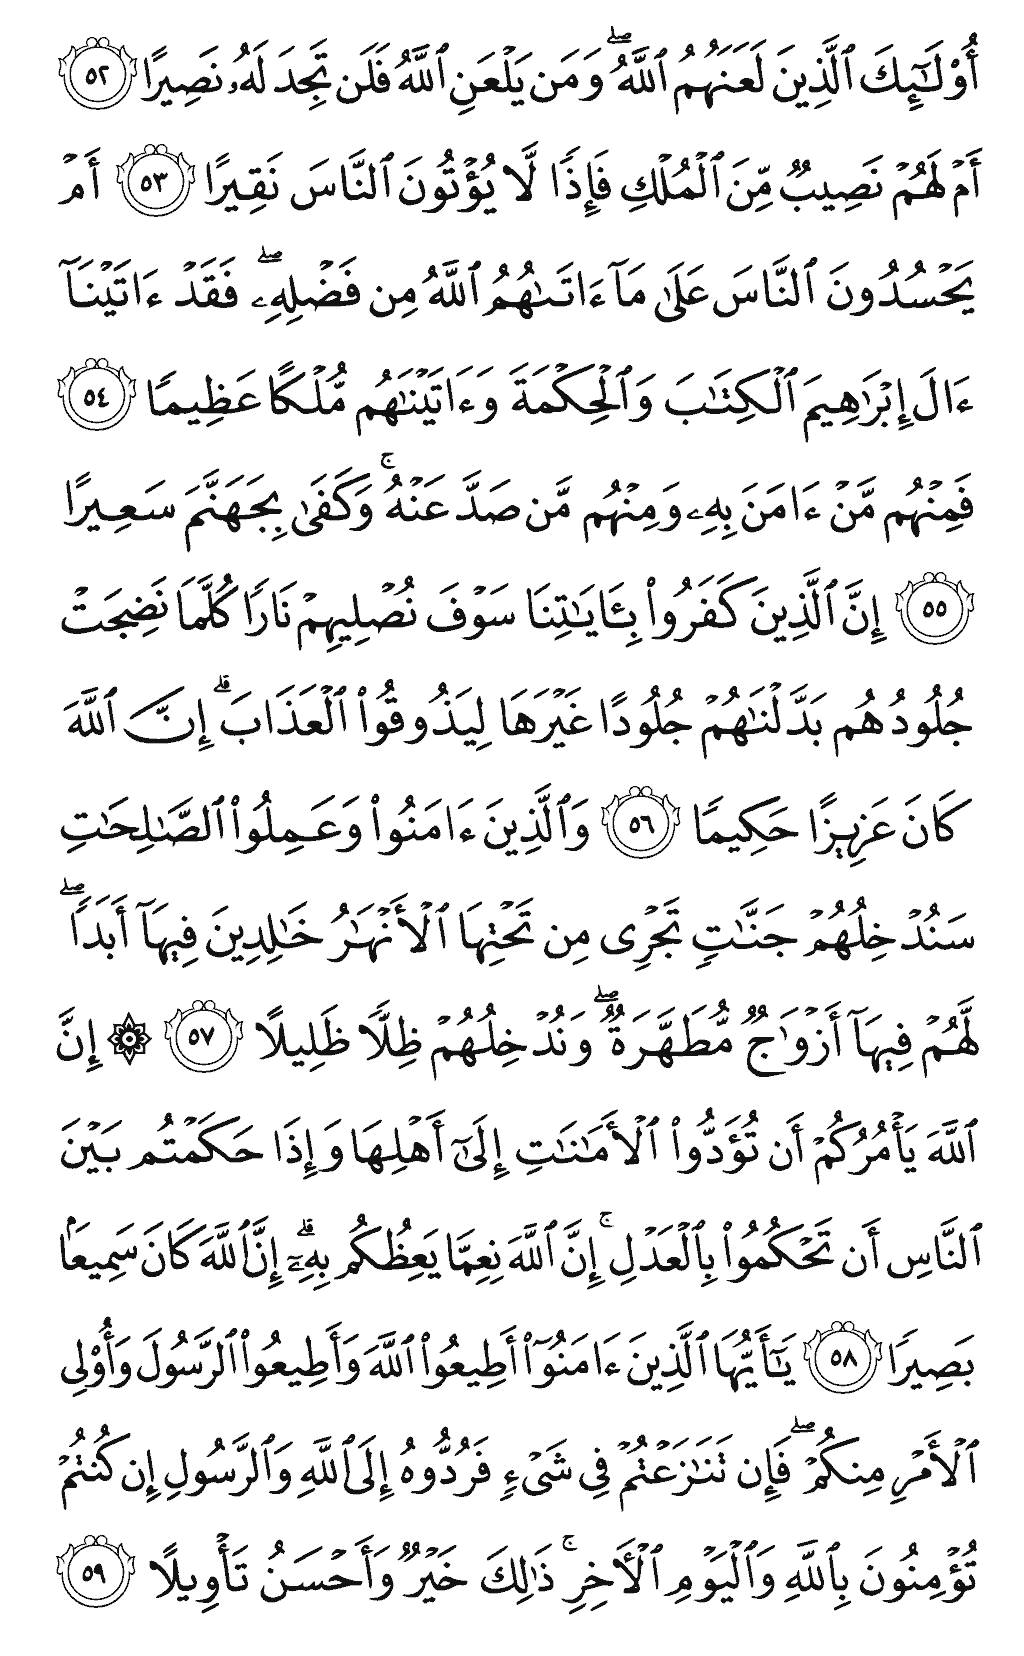 أُو۟لَـٰٓئِكَ ٱلَّذِينَ لَعَنَهُمُ ٱللَّهُ ۖ وَمَن يَلْعَنِ ٱللَّهُ فَلَن تَجِدَ لَهُۥ نَصِيرًا ٥٢
أَمْ لَهُمْ نَصِيبٌ مِّنَ ٱلْمُلْكِ فَإِذًا لَّا يُؤْتُونَ ٱلنَّاسَ نَقِيرًا ٥٣ أَمْ
يَحْسُدُونَ ٱلنَّاسَ عَلَىٰ مَآ ءَاتَىٰهُمُ ٱللَّهُ مِن فَضْلِهِۦ ۖ فَقَدْ ءَاتَيْنَآ
ءَالَ إِبْرَٰهِيمَ ٱلْكِتَـٰبَ وَٱلْحِكْمَةَ وَءَاتَيْنَـٰهُم مُّلْكًا عَظِيمًا ٥٤
فَمِنْهُم مَّنْ ءَامَنَ بِهِۦ وَمِنْهُم مَّن صَدَّ عَنْهُ ۚ وَكَفَىٰ بِجَهَنَّمَ سَعِيرًا
٥٥ إِنَّ ٱلَّذِينَ كَفَرُوا۟ بِـَٔايَـٰتِنَا سَوْفَ نُصْلِيهِمْ نَارًا كُلَّمَا نَضِجَتْ
جُلُودُهُم بَدَّلْنَـٰهُمْ جُلُودًا غَيْرَهَا لِيَذُوقُوا۟ ٱلْعَذَابَ ۗ إِنَّ ٱللَّهَ
كَانَ عَزِيزًا حَكِيمًا ٥٦ وَٱلَّذِينَ ءَامَنُوا۟ وَعَمِلُوا۟ ٱلصَّـٰلِحَـٰتِ
سَنُدْخِلُهُمْ جَنَّـٰتٍ تَجْرِى مِن تَحْتِهَا ٱلْأَنْهَـٰرُ خَـٰلِدِينَ فِيهَآ أَبَدًا ۖ
لَّهُمْ فِيهَآ أَزْوَٰجٌ مُّطَهَّرَةٌ ۖ وَنُدْخِلُهُمْ ظِلًّا ظَلِيلًا ٥٧ ۞ إِنَّ
ٱللَّهَ يَأْمُرُكُمْ أَن تُؤَدُّوا۟ ٱلْأَمَـٰنَـٰتِ إِلَىٰٓ أَهْلِهَا وَإِذَا حَكَمْتُم بَيْنَ
ٱلنَّاسِ أَن تَحْكُمُوا۟ بِٱلْعَدْلِ ۚ إِنَّ ٱللَّهَ نِعِمَّا يَعِظُكُم بِهِۦٓ ۗ إِنَّ ٱللَّهَ كَانَ سَمِيعًۢا
بَصِيرًا ٥٨ يَـٰٓأَيُّهَا ٱلَّذِينَ ءَامَنُوٓا۟ أَطِيعُوا۟ ٱللَّهَ وَأَطِيعُوا۟ ٱلرَّسُولَ وَأُو۟لِى
ٱلْأَمْرِ مِنكُمْ ۖ فَإِن تَنَـٰزَعْتُمْ فِى شَىْءٍ فَرُدُّوهُ إِلَى ٱللَّهِ وَٱلرَّسُولِ إِن كُنتُمْ
تُؤْمِنُونَ بِٱللَّهِ وَٱلْيَوْمِ ٱلْـَٔاخِرِ ۚ ذَٰلِكَ خَيْرٌ وَأَحْسَنُ تَأْوِيلًا ٥٩